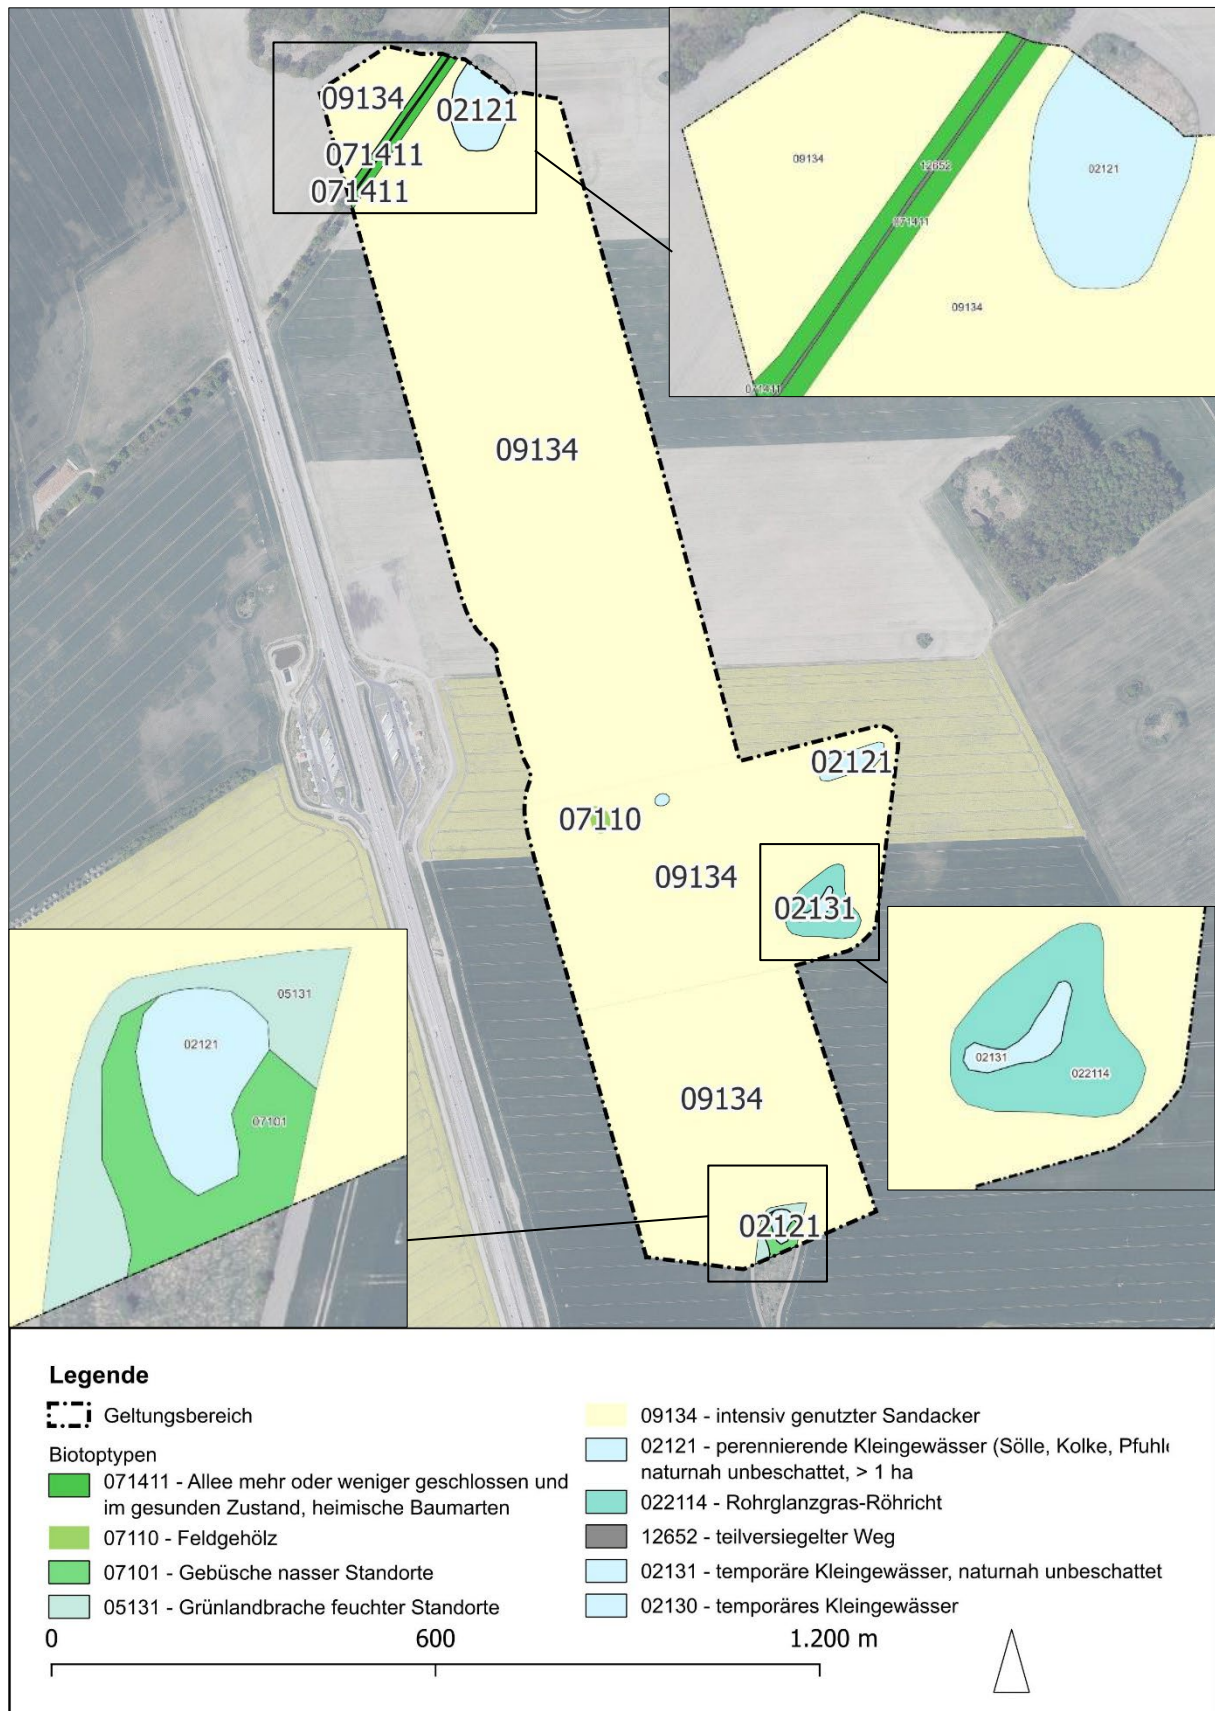 09134
02121
071411
071411
09134
12652
02121
071411
09134
071411
09134
02121
07110
09134
02131
05131
02121
07101
02131
022114
09134
02121
Legende
Geltungsbereich
Biotoptypen
071411 - Allee mehr oder weniger geschlossen und
im gesunden Zustand, heimische Baumarten
07110 - Feldgehölz
07101 - Gebüsche nasser Standorte
05131 - Grünlandbrache feuchter Standorte
09134 - intensiv genutzter Sandacker
02121 - perennierende Kleingewässer (Sölle, Kolke, Pfuhle
naturnah unbeschattet, > 1 ha
022114 - Rohrglanzgras-Röhricht
12652 - teilversiegelter Weg
02131 - temporäre Kleingewässer, naturnah unbeschattet
02130 - temporäres Kleingewässer
0 600 1.200 m